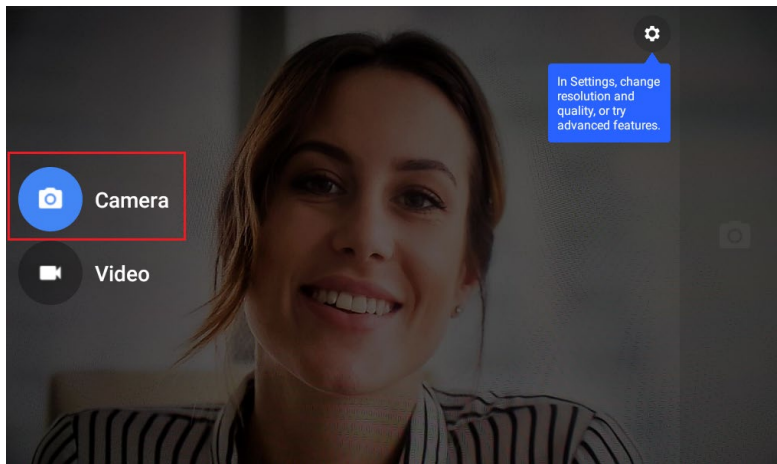 In Settings, change
resolution and
quality, or try
advanced features.
Camera
Video